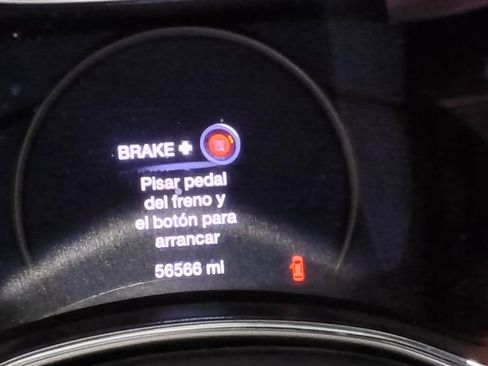 BRAKE +
Pisar pedal
del freno y
el botón para
arrancar
56566 mi